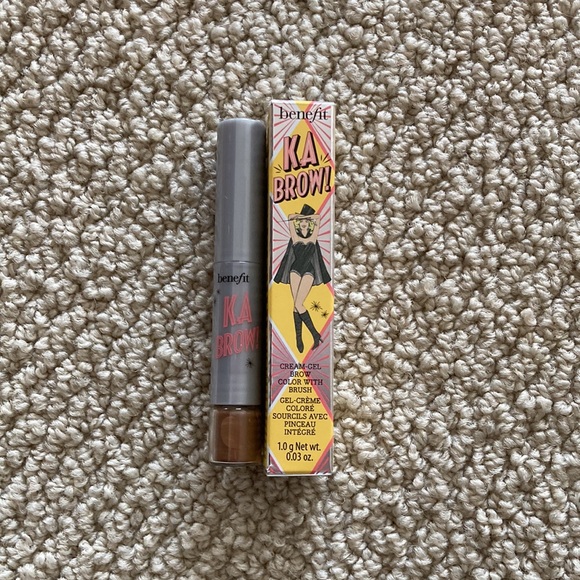 benefit
KA
BROW!
benefit
KA
BROW!
CREAM-GEL
BROW
COLOR WITH
BRUSH
GEL-CRÈME
COLORÉ
SOURCILS AVEC
PINCEAU
INTÉGRÉ
1.0 g Net wt.
0.03 oz.